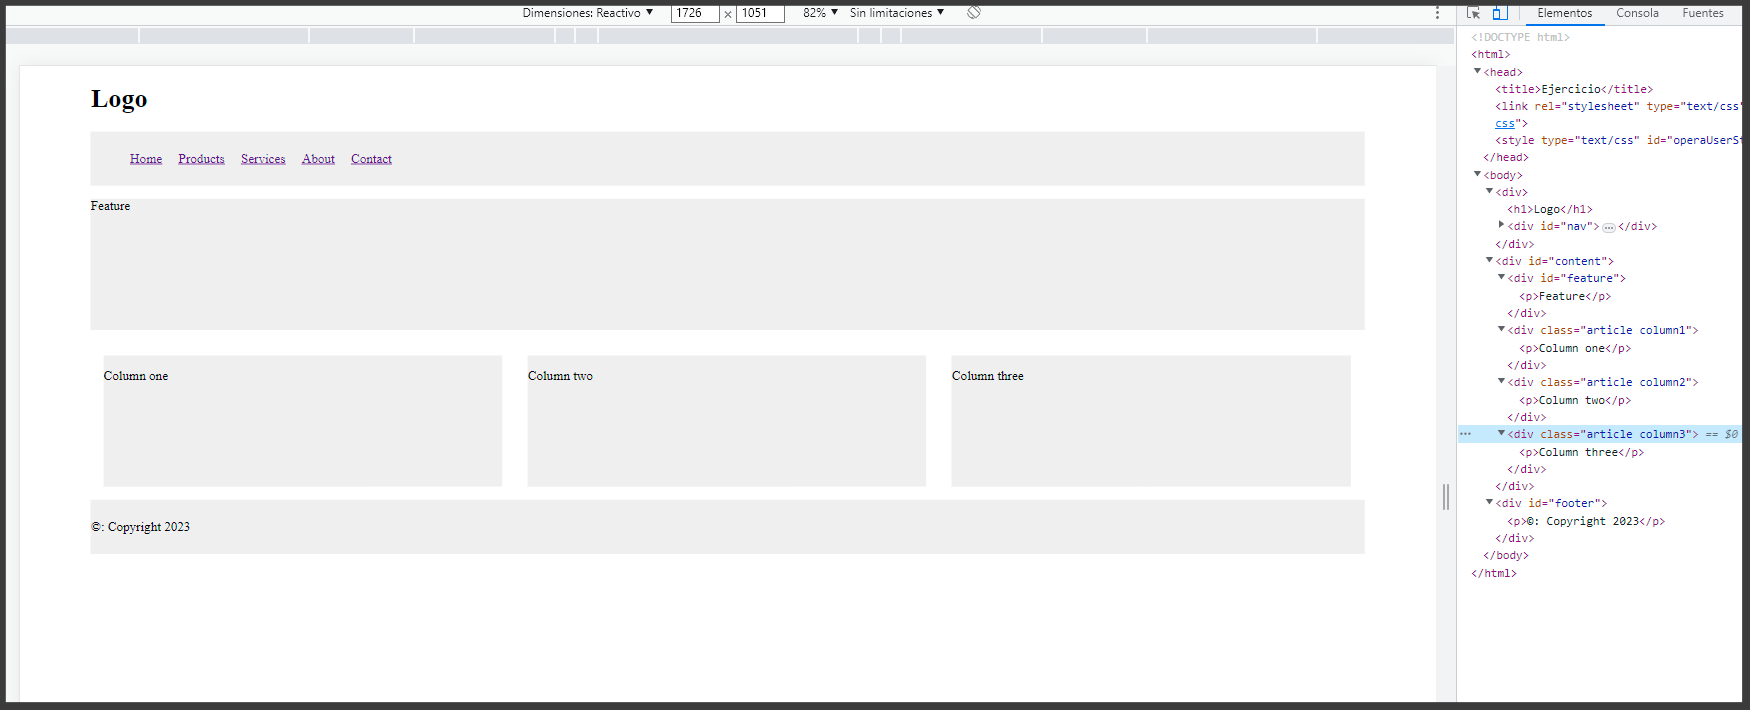 Dimensiones: Reactivo ▼ 1726 × 1051 82% ▼ Sin limitaciones ▼
Logo
Home Products Services About Contact
Feature
Column one Column two Column three
©: Copyright 2023
Elementos Consola Fuentes
<!DOCTYPE html>
<html>
<head>
<title>Ejercicio</title>
<link rel="stylesheet" type="text/css"
css">
<style type="text/css" id="operaUserSt
</head>
<body>
<div>
<h1>Logo</h1>
<div id="nav">…</div>
</div>
<div id="content">
<div id="feature">
<p>Feature</p>
</div>
<div class="article column1">
<p>Column one</p>
</div>
<div class="article column2">
<p>Column two</p>
</div>
<div class="article column3"> == $0
<p>Column three</p>
</div>
</div>
<div id="footer">
<p>©: Copyright 2023</p>
</div>
</body>
</html>